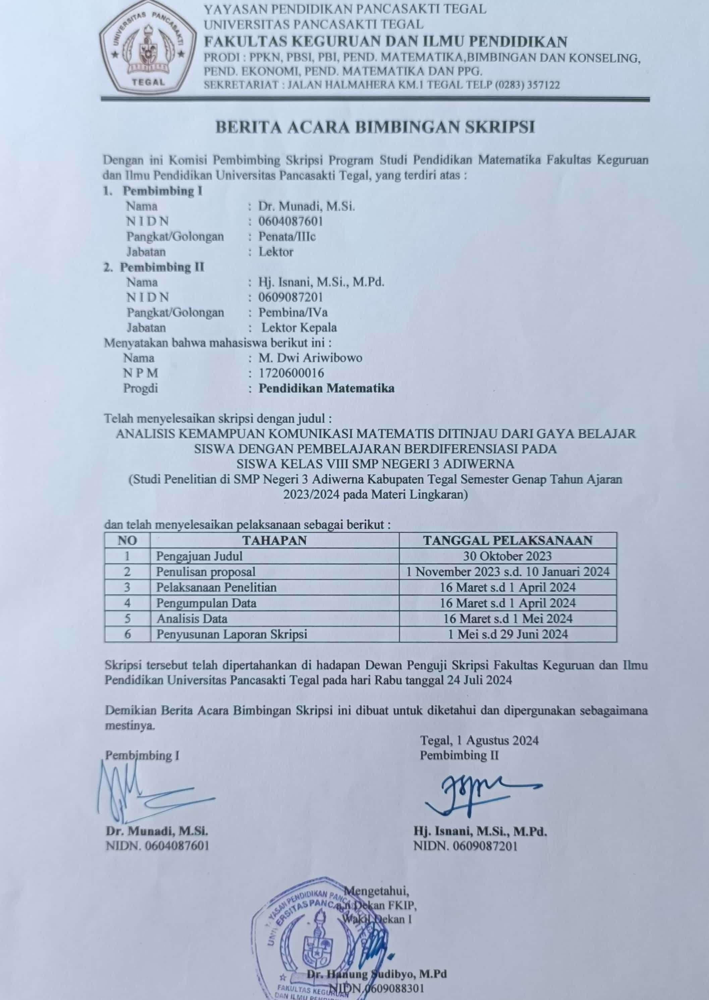 UNIVERSITAS PANCASAKTI
TEGAL
YAYASAN PENDIDIKAN PANCASAKTI TEGAL
UNIVERSITAS PANCASAKTI TEGAL
FAKULTAS KEGURUAN DAN ILMU PENDIDIKAN
PRODI : PPKN, PBSI, PBI, PEND. MATEMATIKA,BIMBINGAN DAN KONSELING,
PEND. EKONOMI, PEND. MATEMATIKA DAN PPG.
SEKRETARIAT : JALAN HALMAHERA KM.1 TEGAL TELP (0283) 357122
BERITA ACARA BIMBINGAN SKRIPSI
Dengan ini Komisi Pembimbing Skripsi Program Studi Pendidikan Matematika Fakultas Keguruan
dan Ilmu Pendidikan Universitas Pancasakti Tegal, yang terdiri atas :
1. Pembimbing I
Nama : Dr. Munadi, M.Si.
N I D N : 0604087601
Pangkat/Golongan : Penata/IIIc
Jabatan : Lektor
2. Pembimbing II
Nama : Hj. Isnani, M.Si., M.Pd.
N I D N : 0609087201
Pangkat/Golongan : Pembina/IVa
Jabatan : Lektor Kepala
Menyatakan bahwa mahasiswa berikut ini :
Nama : M. Dwi Ariwibowo
N P M : 1720600016
Progdi : Pendidikan Matematika
Telah menyelesaikan skripsi dengan judul :
ANALISIS KEMAMPUAN KOMUNIKASI MATEMATIS DITINJAU DARI GAYA BELAJAR
SISWA DENGAN PEMBELAJARAN BERDIFERENSIASI PADA
SISWA KELAS VIII SMP NEGERI 3 ADIWERNA
(Studi Penelitian di SMP Negeri 3 Adiwerna Kabupaten Tegal Semester Genap Tahun Ajaran
2023/2024 pada Materi Lingkaran)
dan telah menyelesaikan pelaksanaan sebagai berikut :
NO TAHAPAN TANGGAL PELAKSANAAN
1 Pengajuan Judul 30 Oktober 2023
2 Penulisan proposal 1 November 2023 s.d. 10 Januari 2024
3 Pelaksanaan Penelitian 16 Maret s.d 1 April 2024
4 Pengumpulan Data 16 Maret s.d 1 April 2024
5 Analisis Data 16 Maret s.d 1 Mei 2024
6 Penyusunan Laporan Skripsi 1 Mei s.d 29 Juni 2024
Skripsi tersebut telah dipertahankan di hadapan Dewan Penguji Skripsi Fakultas Keguruan dan Ilmu
Pendidikan Universitas Pancasakti Tegal pada hari Rabu tanggal 24 Juli 2024
Demikian Berita Acara Bimbingan Skripsi ini dibuat untuk diketahui dan dipergunakan sebagaimana
mestinya.
Tegal, 1 Agustus 2024
Pembimbing I Pembimbing II
Dr. Munadi, M.Si. Hj. Isnani, M.Si., M.Pd.
NIDN. 0604087601 NIDN. 0609087201
Mengetahui,
a.n Dekan FKIP,
Wakil Dekan I
YAYASAN PENDIDIKAN PANCASAKTI
UNIVERSITAS PANCASAKTI TEGAL
Dr. Hanung Sudibyo, M.Pd
NIDN.0609088301
FAKULTAS KEGURUAN
DAN ILMU